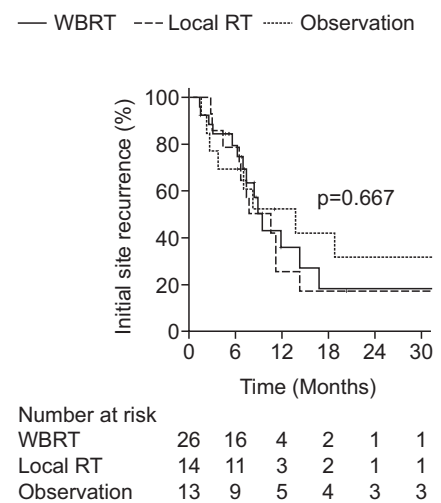 WBRT Local RT Observation
Initial site recurrence (%)
100
80
60
40
20
0
p=0.667
0 6 12 18 24 30
Time (Months)
Number at risk
WBRT 26 16 4 2 1 1
Local RT 14 11 3 2 1 1
Observation 13 9 5 4 3 3